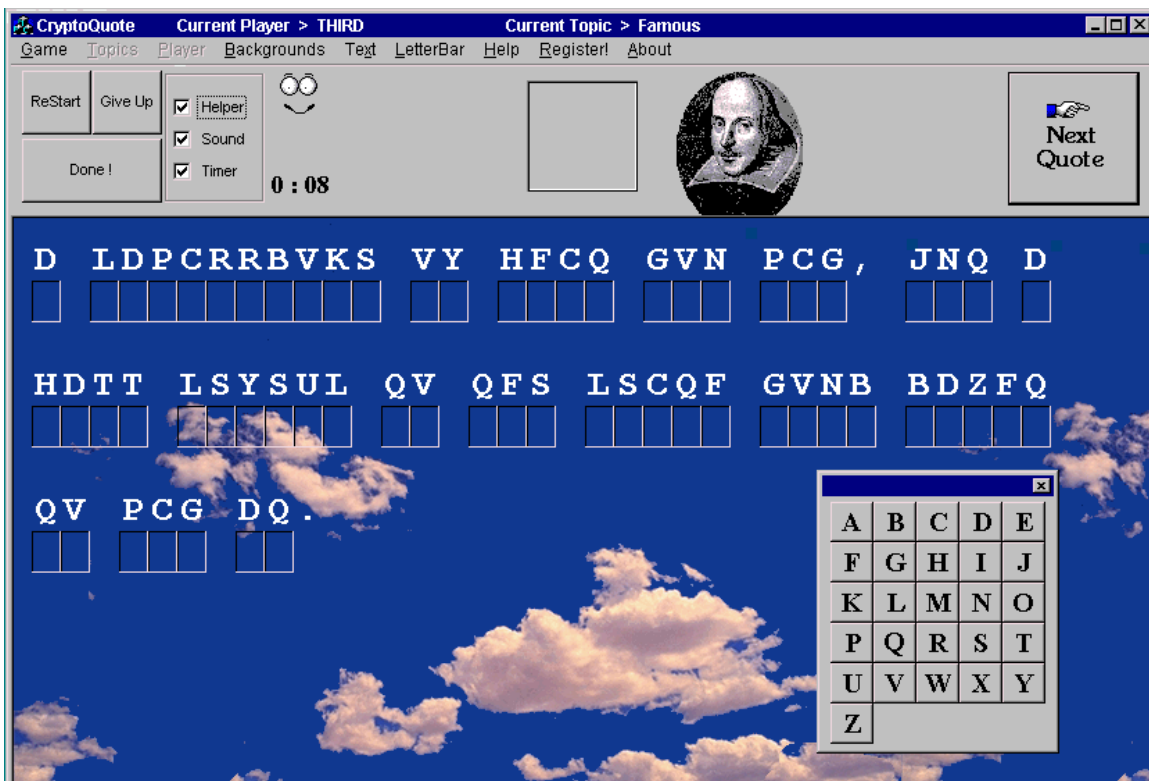 CryptoQuote Current Player > THIRD Current Topic > Famous
Game Topics Player Backgrounds Text LetterBar Help Register! About
ReStart Give Up
Helper
Sound
Timer
Done !
0 : 08
Next
Quote
D LDPCRRBVKS VY HFCQ GVN PCG, JNQ D
HDTT LSYSUL QV QFS LSCQF GVNB BDZFQ
QV PCG DQ.
A B C D E
F G H I J
K L M N O
P Q R S T
U V W X Y
Z